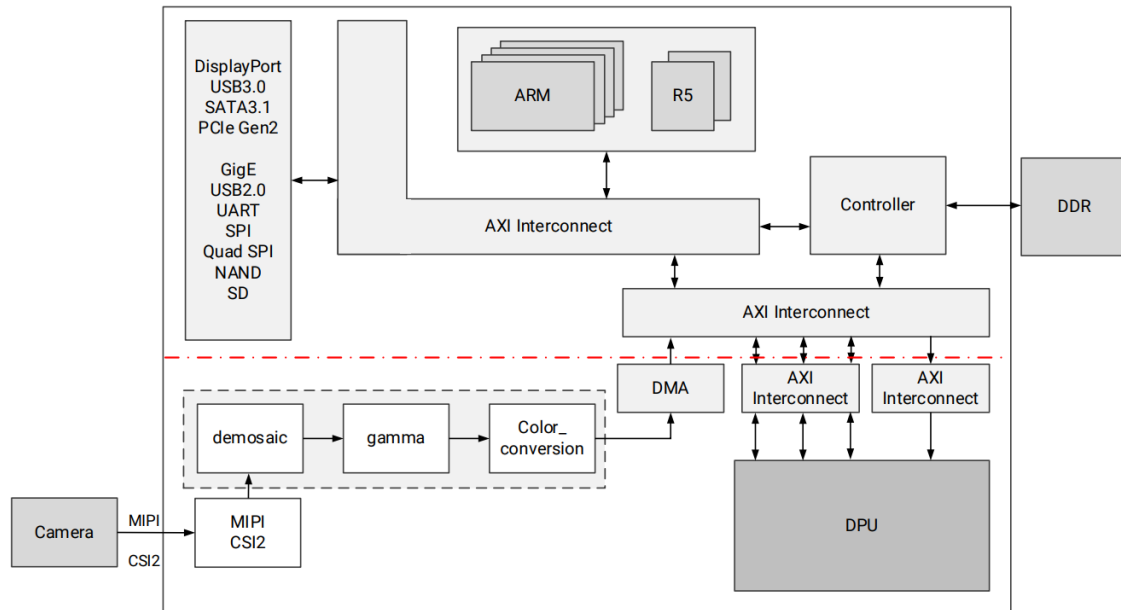 DisplayPort
USB3.0
SATA3.1
PCIe Gen2
GigE
USB2.0
UART
SPI
Quad SPI
NAND
SD
ARM
R5
AXI Interconnect
Controller
DDR
AXI Interconnect
DMA
AXI
Interconnect
AXI
Interconnect
demosaic
gamma
Color_
conversion
Camera
MIPI
CSI2
MIPI
CSI2
DPU